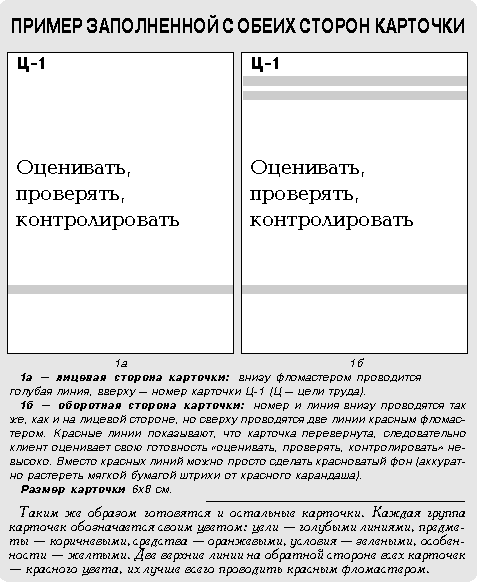 ПРИМЕР ЗАПОЛНЕННОЙ С ОБЕИХ СТОРОН КАРТОЧКИ
Ц-1
Оценивать,
проверять,
контролировать
Ц-1
Оценивать,
проверять,
контролировать
1а
1б
1а — лицевая сторона карточки: внизу фломастером проводится
голубая линия, вверху — номер карточки Ц-1 (Ц — цели труда).
1б — оборотная сторона карточки: номер и линия внизу проводятся так
же, как и на лицевой стороне, но сверху проводятся две линии красным фломас-
тером. Красные линии показывают, что карточка перевернута, следовательно
клиент оценивает свою готовность «оценивать, проверять, контролировать» не-
высоко. Вместо красных линий можно просто сделать красноватый фон (аккурат-
но растереть мягкой бумагой штрихи от красного карандаша).
Размер карточки 6х8 см.
Таким же образом готовятся и остальные карточки. Каждая группа
карточек обозначается своим цветом: цели — голубыми линиями, предме-
ты — коричневыми, средства — оранжевыми, условия — зелеными, особен-
ности — желтыми. Две верхние линии на обратной стороне всех карточек
— красного цвета, их лучше всего проводить красным фломастером.